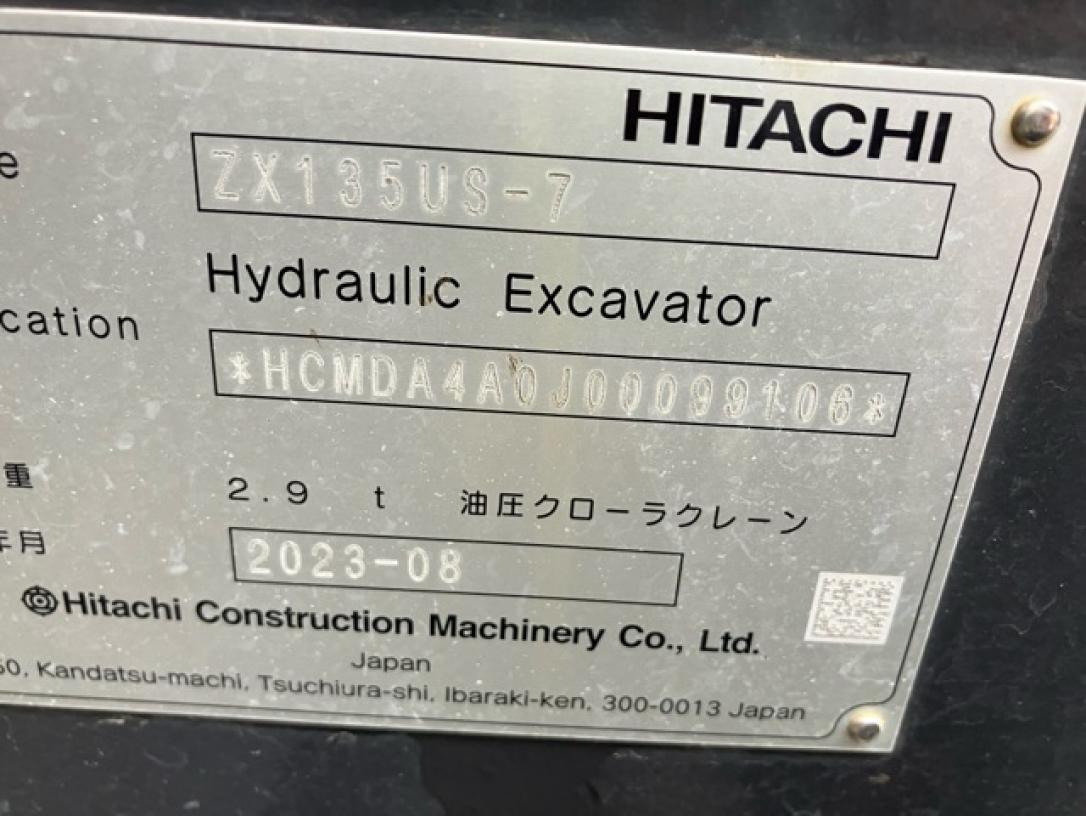 HITACHI
ZX135US-7
Hydraulic Excavator
cation
*HCMDA4A0J00099106*
重 2.9 t 油圧クローラクレーン
年月 2023-08
Hitachi Construction Machinery Co., Ltd.
Japan
Kandatsu-machi, Tsuchiura-shi, Ibaraki-ken, 300-0013 Japan